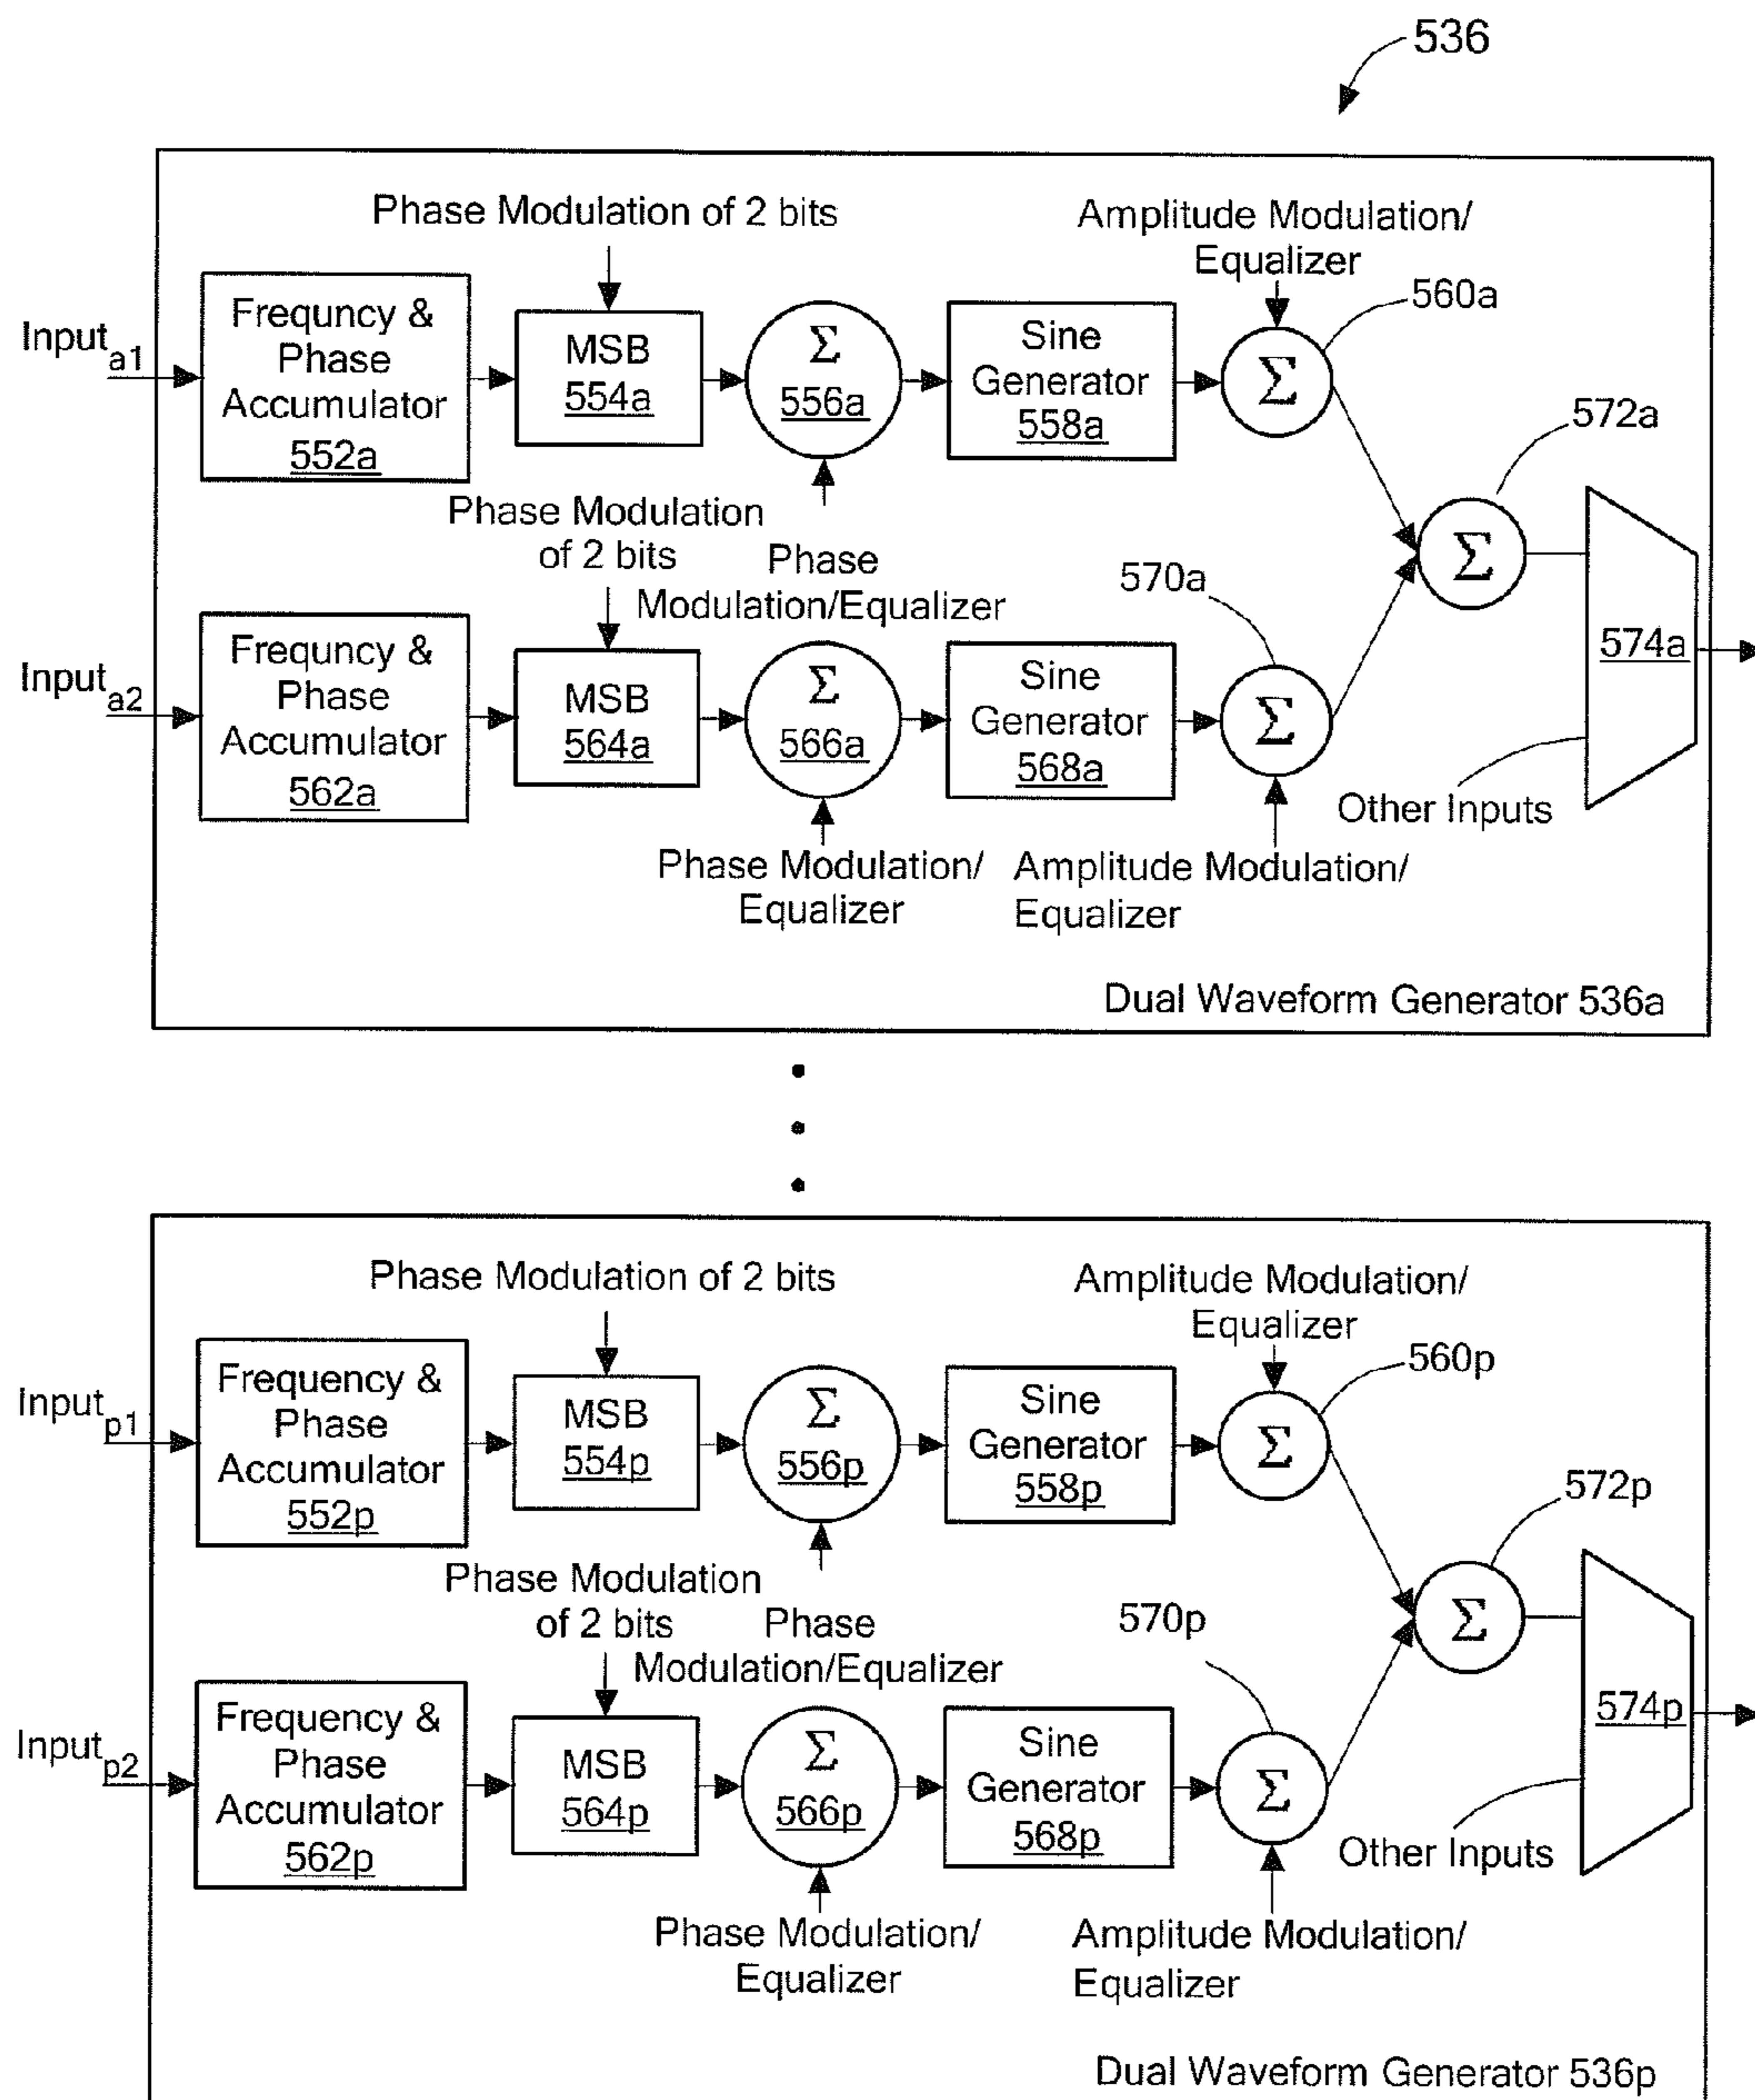 536
Phase Modulation of 2 bits
Amplitude Modulation/
Equalizer
560a
Input a1
Frequncy &
Phase
Accumulator
552a
MSB
554a
Σ
556a
Sine
Generator
558a
Σ
572a
Phase Modulation
of 2 bits
Phase
Modulation/Equalizer
570a
Σ
574a
Input a2
Frequncy &
Phase
Accumulator
562a
MSB
564a
Σ
566a
Sine
Generator
568a
Σ
Other Inputs
Phase Modulation/
Equalizer
Amplitude Modulation/
Equalizer
Dual Waveform Generator 536a
Phase Modulation of 2 bits
Amplitude Modulation/
Equalizer
560p
Input p1
Frequency &
Phase
Accumulator
552p
MSB
554p
Σ
556p
Sine
Generator
558p
Σ
572p
Phase Modulation
of 2 bits
Phase
Modulation/Equalizer
570p
Σ
574p
Input p2
Frequency &
Phase
Accumulator
562p
MSB
564p
Σ
566p
Sine
Generator
568p
Σ
Other Inputs
Phase Modulation/
Equalizer
Amplitude Modulation/
Equalizer
Dual Waveform Generator 536p